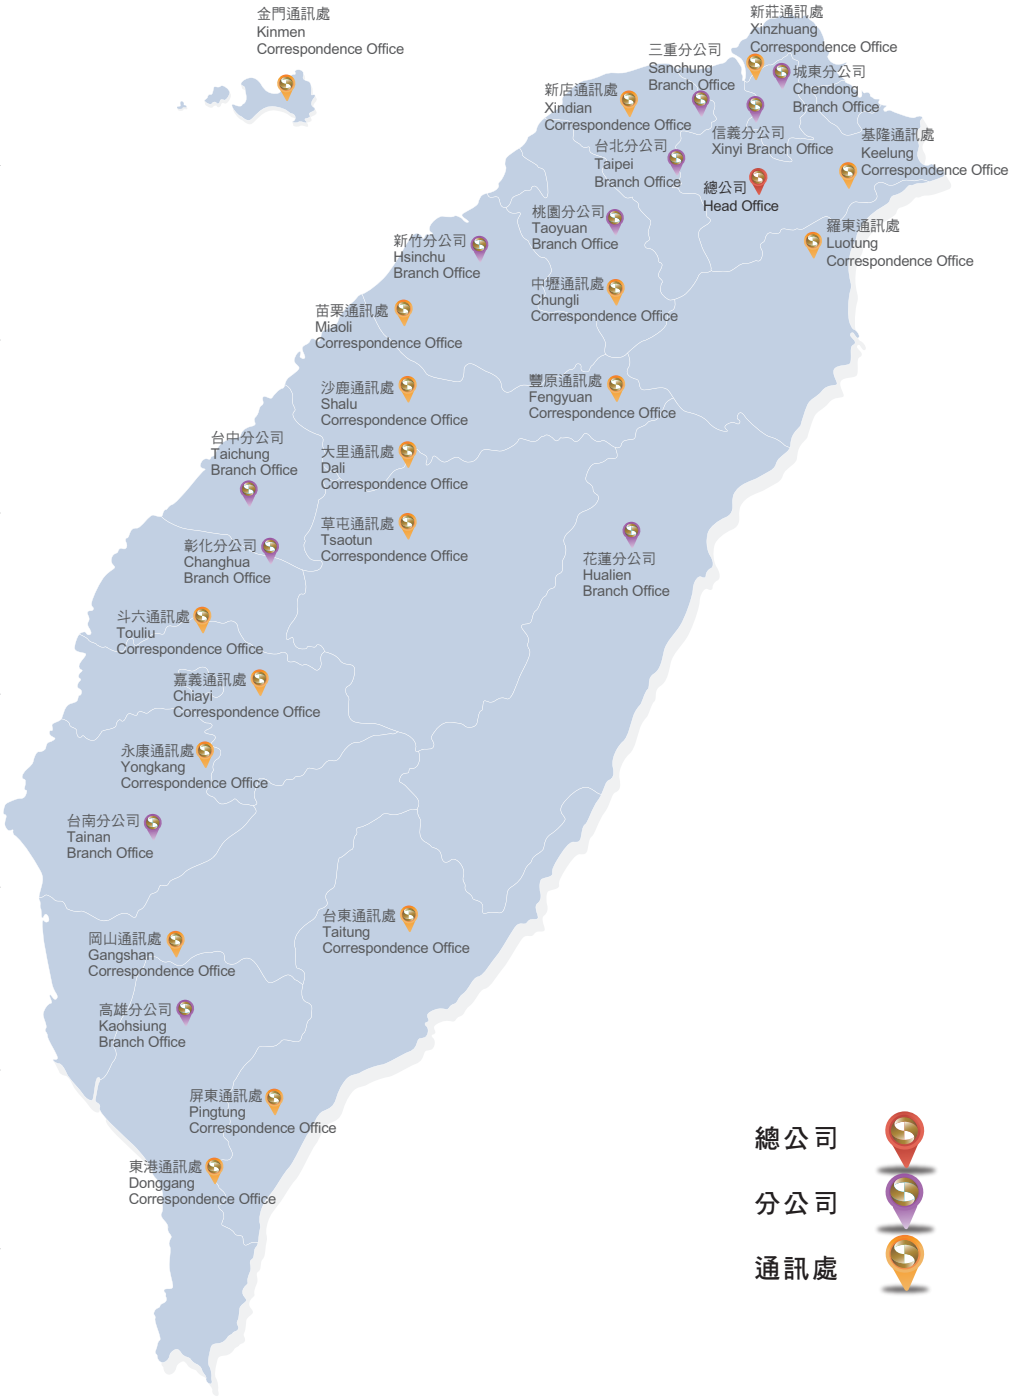 金門通訊處
Kinmen
Correspondence Office
新莊通訊處
Xinzhuang
Correspondence Office
三重分公司
Sanchung
Branch Office
城東分公司
Chendong
Branch Office
新店通訊處
Xindian
Correspondence Office
信義分公司
Xinyi Branch Office
基隆通訊處
Keelung
Correspondence Office
台北分公司
Taipei
Branch Office
總公司
Head Office
桃園分公司
Taoyuan
Branch Office
羅東通訊處
Luotung
Correspondence Office
新竹分公司
Hsinchu
Branch Office
中壢通訊處
Chungli
Correspondence Office
苗栗通訊處
Miaoli
Correspondence Office
沙鹿通訊處
Shalu
Correspondence Office
豐原通訊處
Fengyuan
Correspondence Office
台中分公司
Taichung
Branch Office
大里通訊處
Dali
Correspondence Office
草屯通訊處
Tsaotun
Correspondence Office
彰化分公司
Changhua
Branch Office
花蓮分公司
Hualien
Branch Office
斗六通訊處
Touliu
Correspondence Office
嘉義通訊處
Chiayi
Correspondence Office
永康通訊處
Yongkang
Correspondence Office
台南分公司
Tainan
Branch Office
台東通訊處
Taitung
Correspondence Office
岡山通訊處
Gangshan
Correspondence Office
高雄分公司
Kaohsiung
Branch Office
屏東通訊處
Pingtung
Correspondence Office
東港通訊處
Donggang
Correspondence Office
總公司
分公司
通訊處